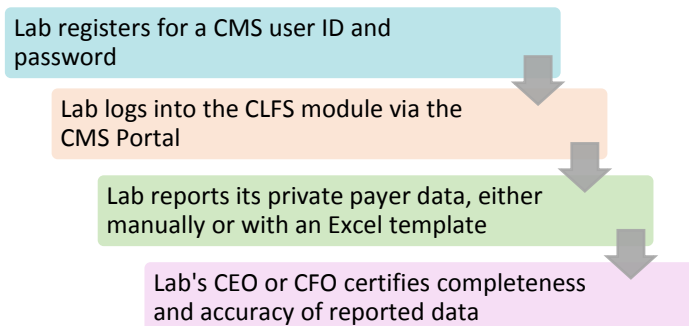 Lab registers for a CMS user ID and
password
Lab logs into the CLFS module via the
CMS Portal
Lab reports its private payer data, either
manually or with an Excel template
Lab's CEO or CFO certifies completeness
and accuracy of reported data